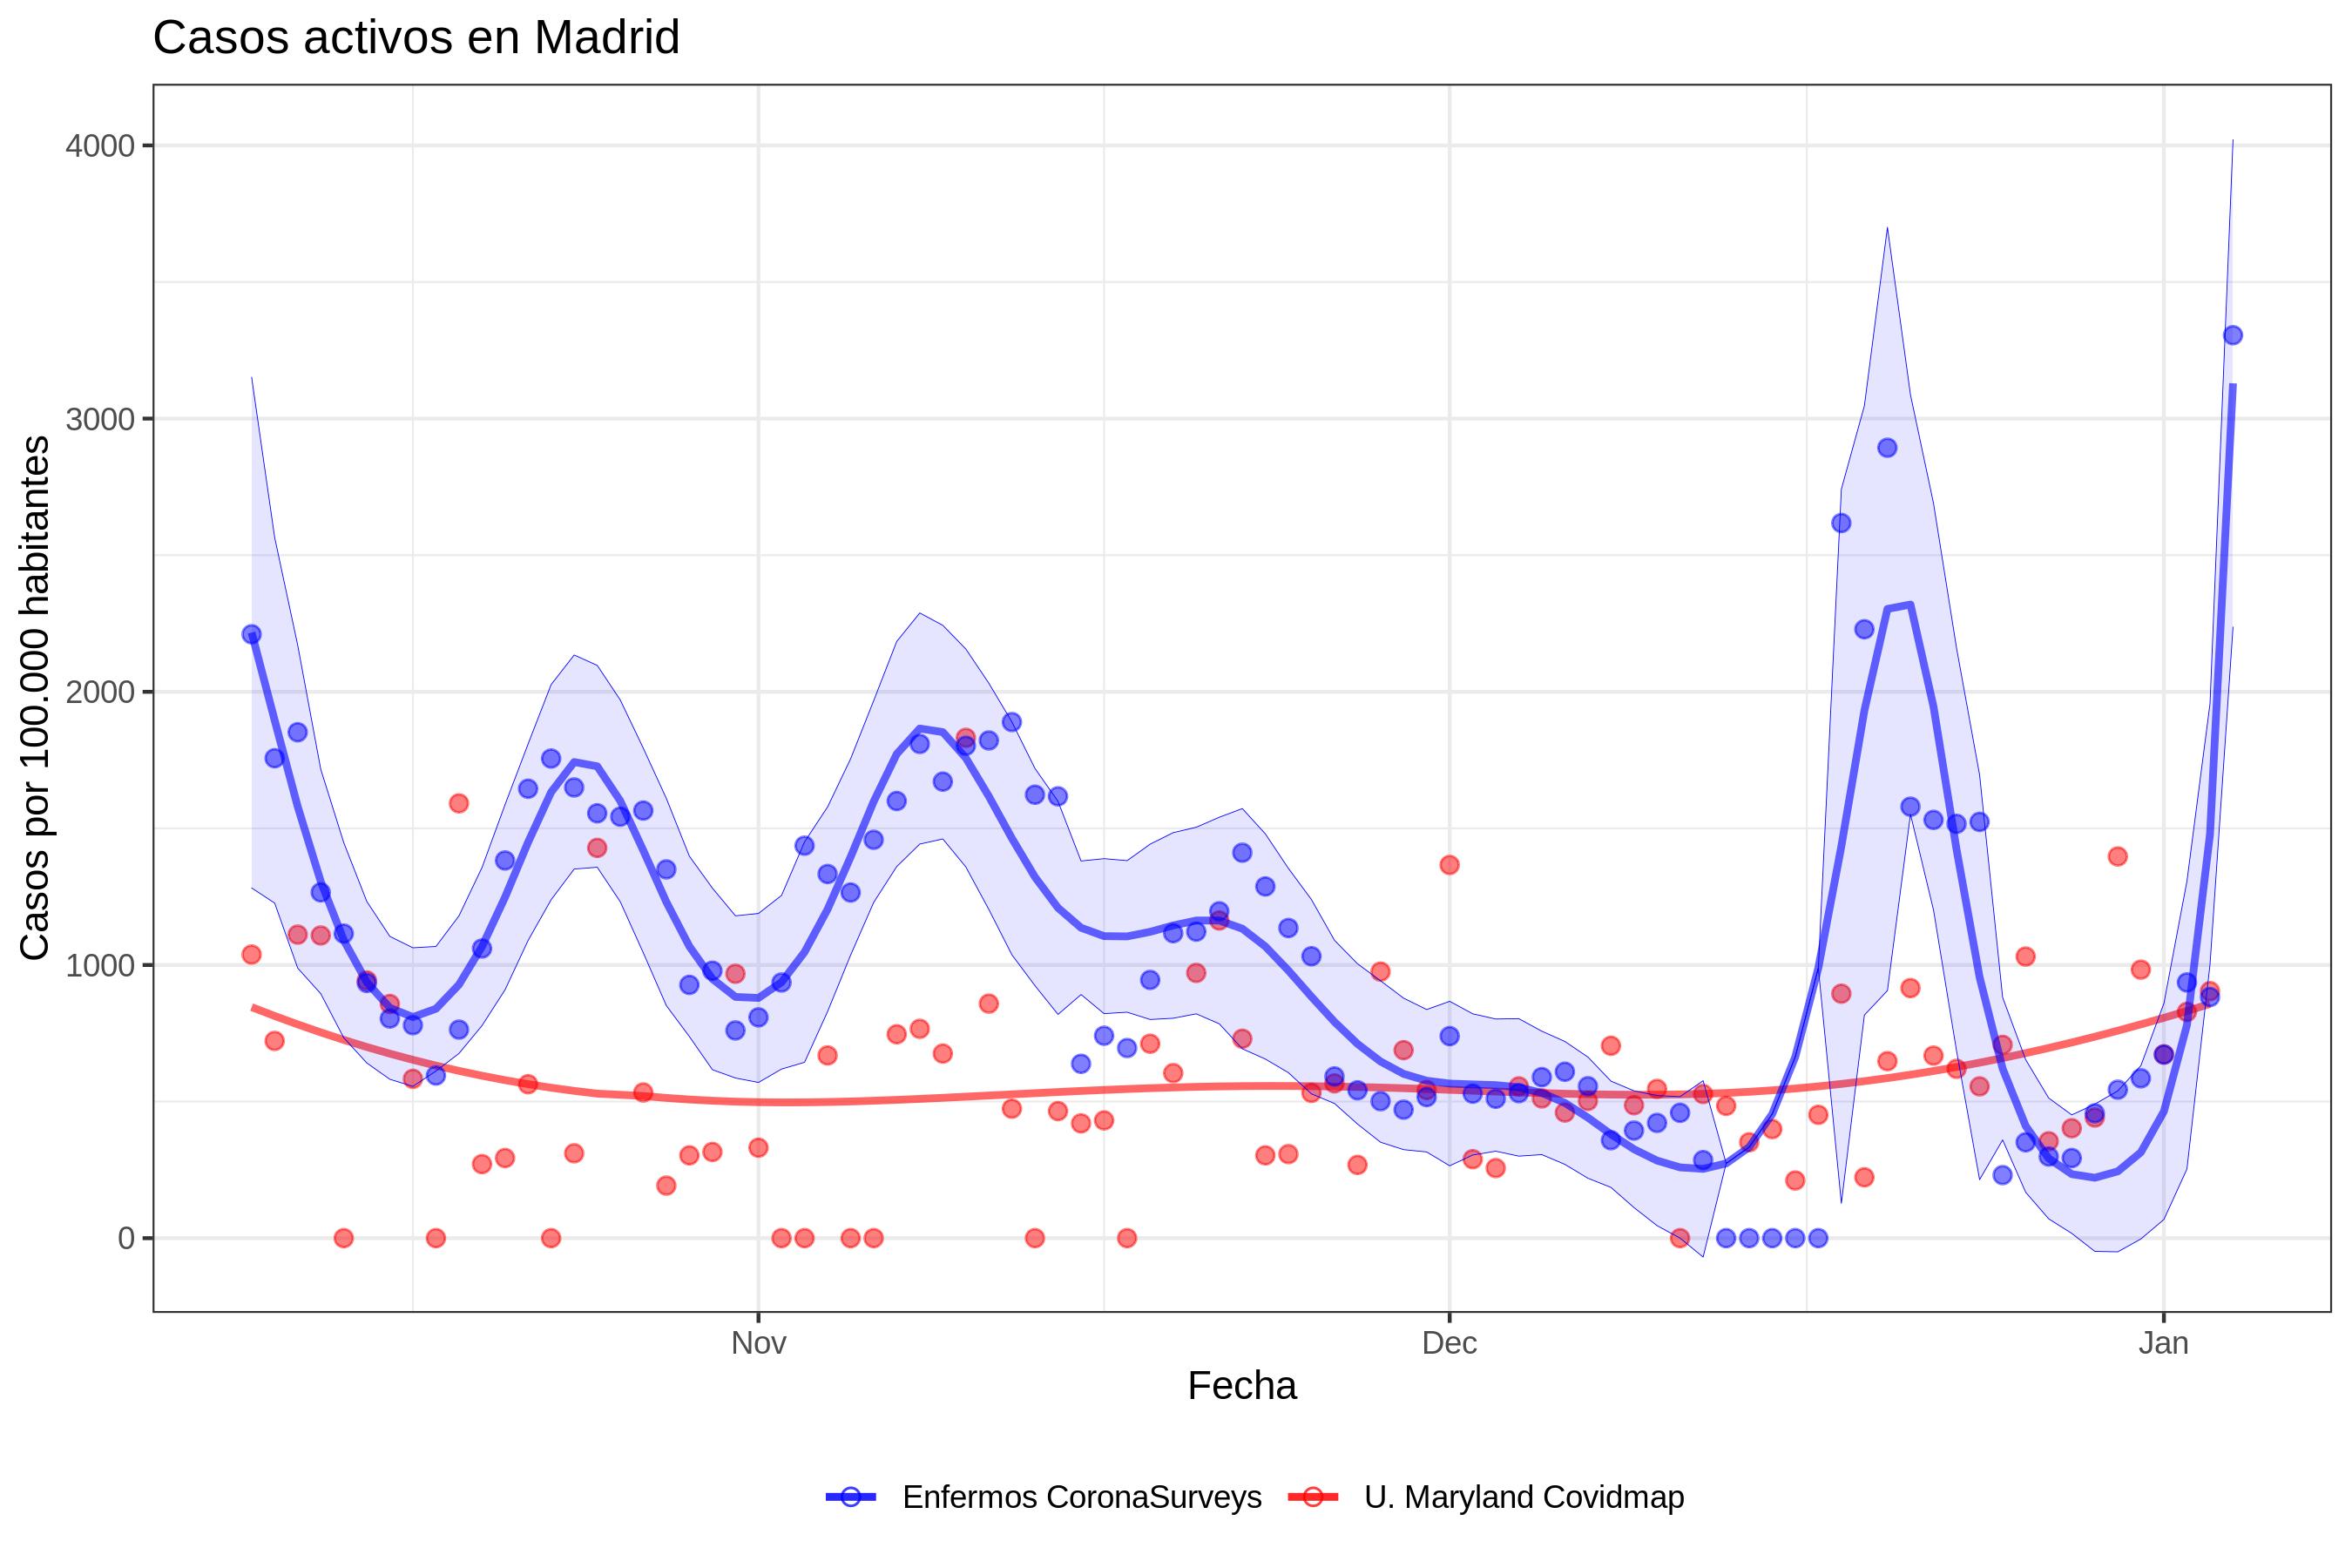 Casos activos en Madrid
Casos por 100.000 habitantes
4000
3000
2000
1000
0
Nov
Dec
Jan
Fecha
Enfermos CoronaSurveys
U. Maryland Covidmap